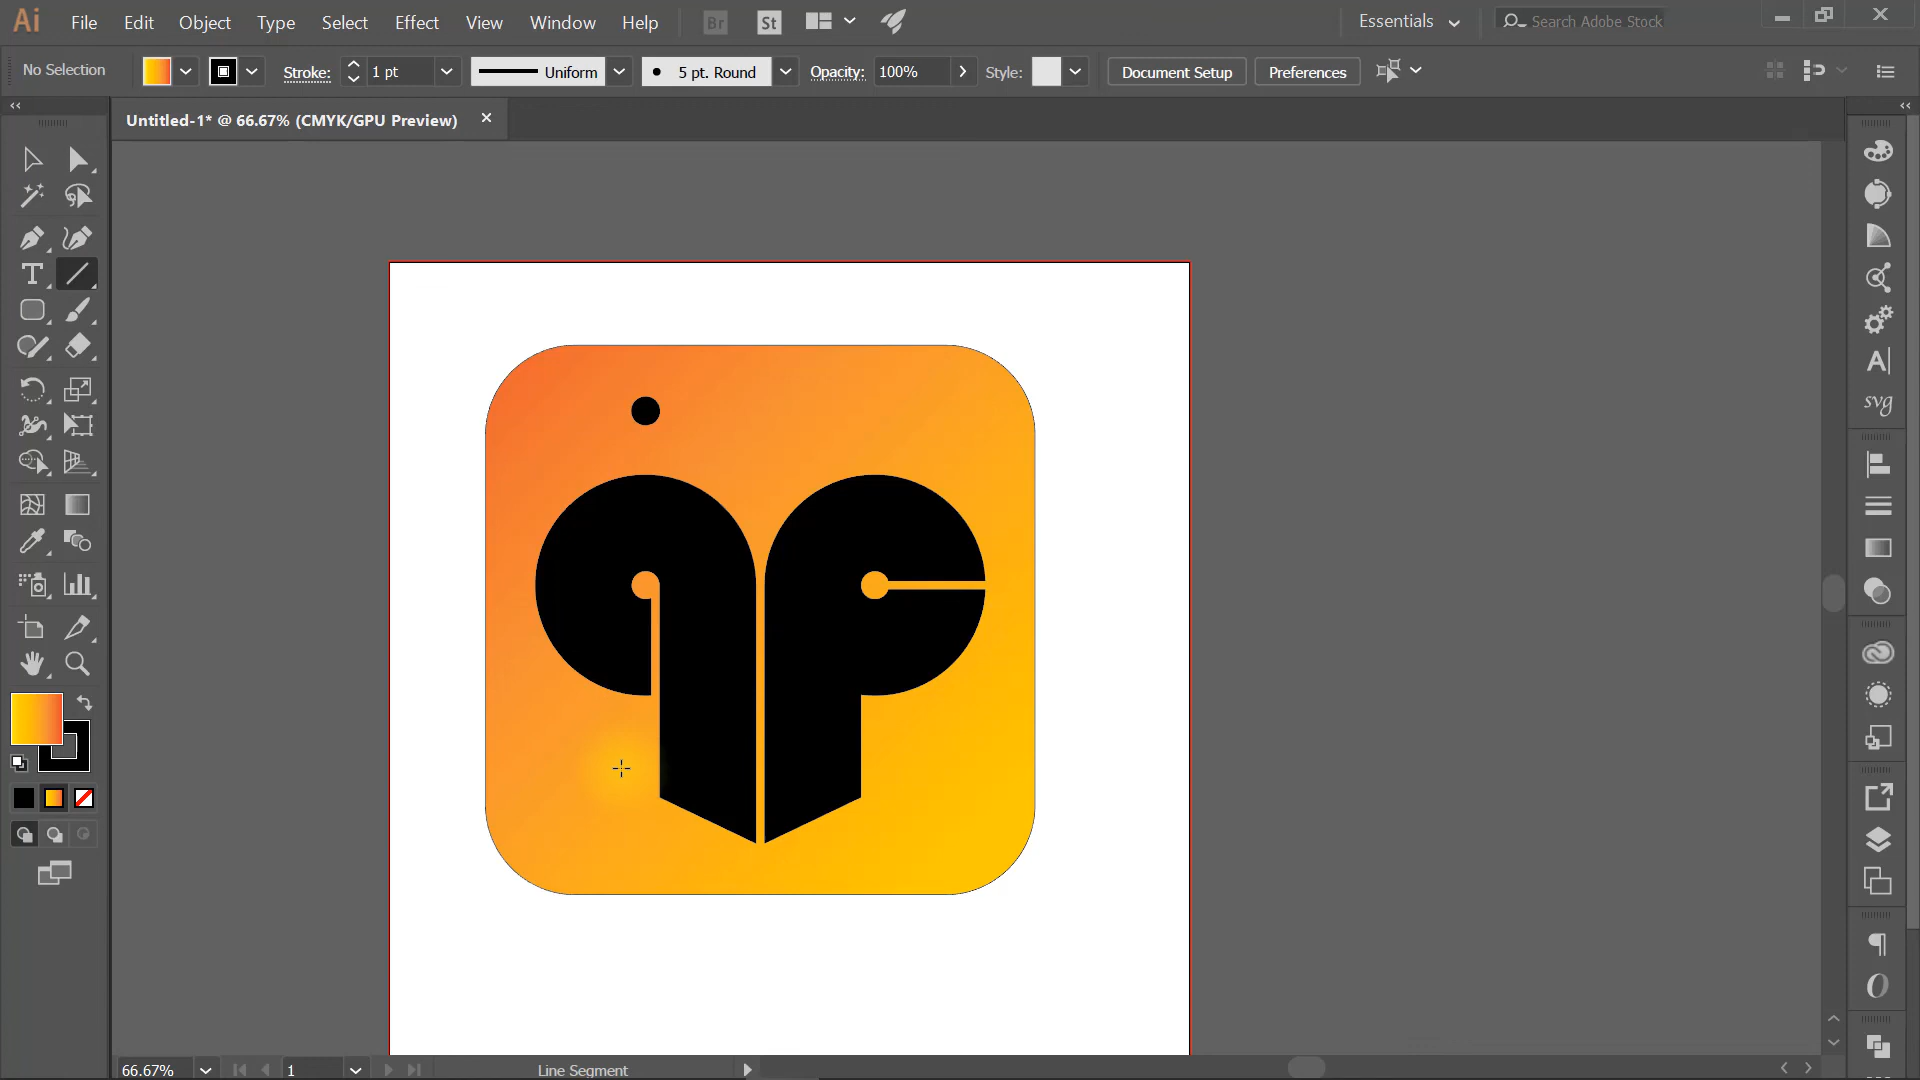 Ai File Edit Object Type Select Effect View Window Help Br St Essentials Search Adobe Stock
No Selection Stroke: 1 pt Uniform 5 pt. Round Opacity: 100% Style: Document Setup Preferences
Untitled-1* @ 66.67% (CMYK/GPU Preview)
svg
66.67% 1 Line Segment